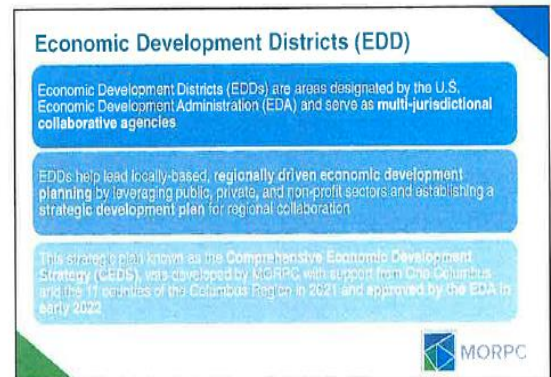 Economic Development Districts (EDD)
Economic Development Districts (EDDs) are areas designated by the U.S.
Economic Development Administration (EDA) and serve as multi-jurisdictional
collaborative agencies
EDDs help lead locally-based, regionally driven economic development
planning by leveraging public, private, and non-profit sectors and establishing a
strategic development plan for regional collaboration
This strategic plan known as the Comprehensive Economic Development
Strategy (CEDS), was developed by MORPC with support from One Columbus
and the 11 counties of the Columbus Region in 2021 and approved by the EDA in
early 2022
MORPC